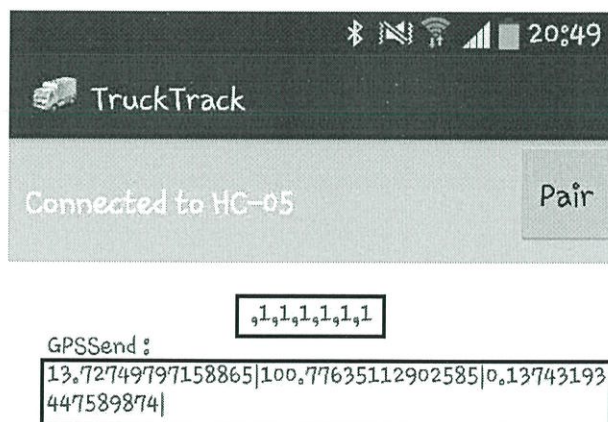 20:49
TruckTrack
Connected to HC-05
Pair
,1,1,1,1,1,1
GPSSend :
13.72749797158865|100.77635112902585|0.13743193
447589874|